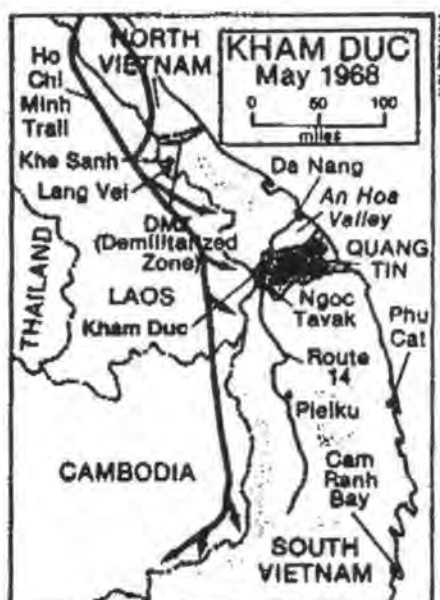 KHAM DUC
May 1968
0 50 100
miles
NORTH
VIETNAM
Ho
Chi
Minh
Trail
Khe Sanh
Lang Vei
DMZ
(Demilitarized
Zone)
Da Nang
An Hoa
Valley
QUANG
TIN
THAILAND
LAOS
Kham Duc
Ngoc
Tavak
Phu
Cat
Route
14
Pleiku
CAMBODIA
Cam
Ranh
Bay
SOUTH
VIETNAM